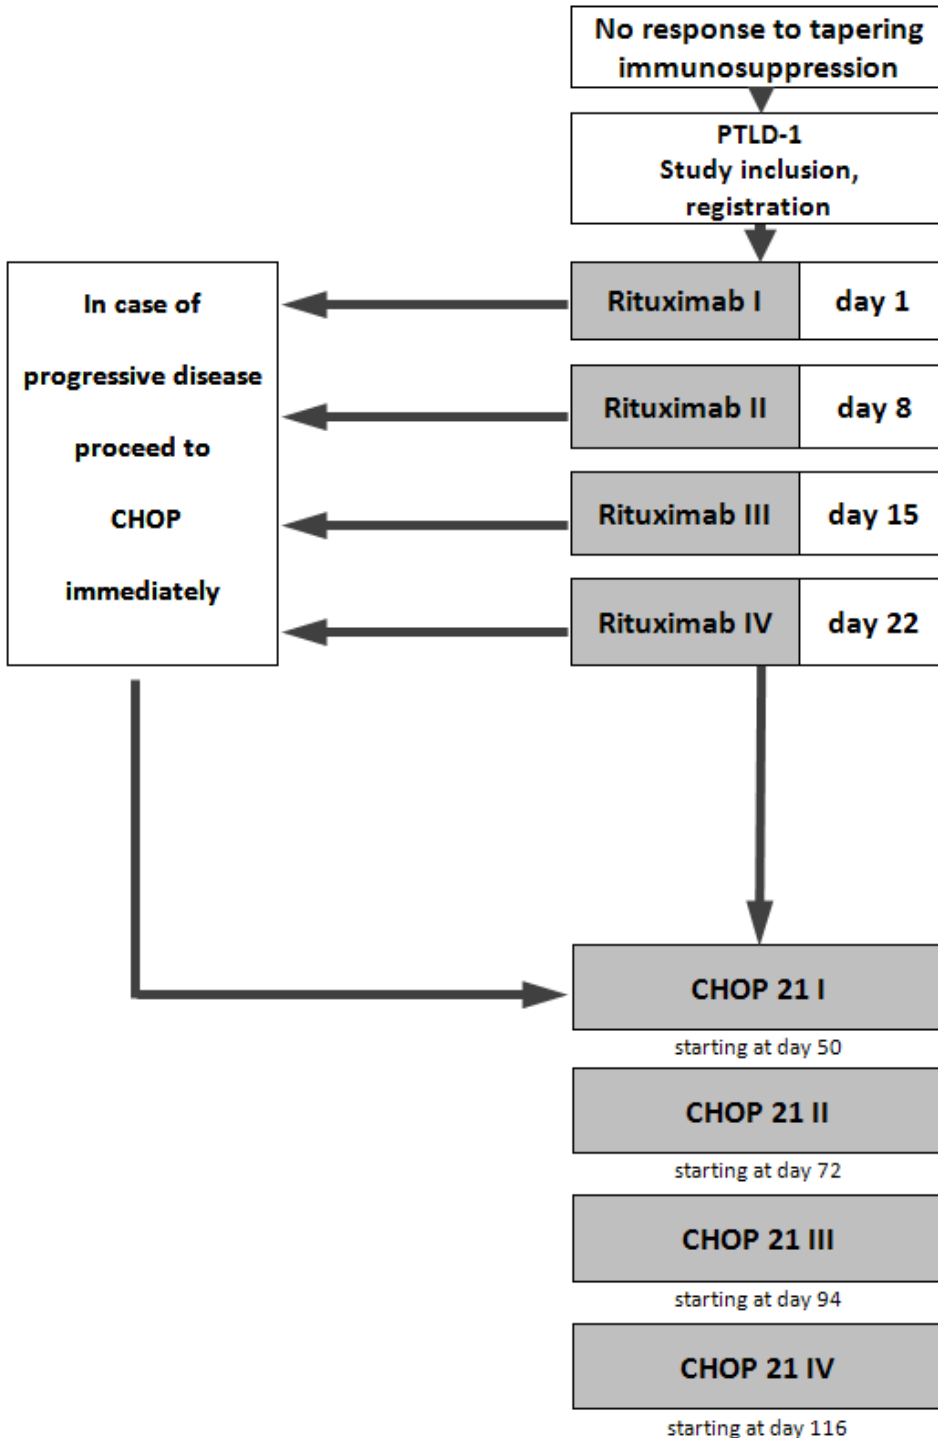 No response to tapering
immunosuppression
PTLD-1
Study inclusion,
registration
In case of
progressive disease
proceed to
CHOP
immediately
Rituximab I
day 1
Rituximab II
day 8
Rituximab III
day 15
Rituximab IV
day 22
CHOP 21 I
starting at day 50
CHOP 21 II
starting at day 72
CHOP 21 III
starting at day 94
CHOP 21 IV
starting at day 116